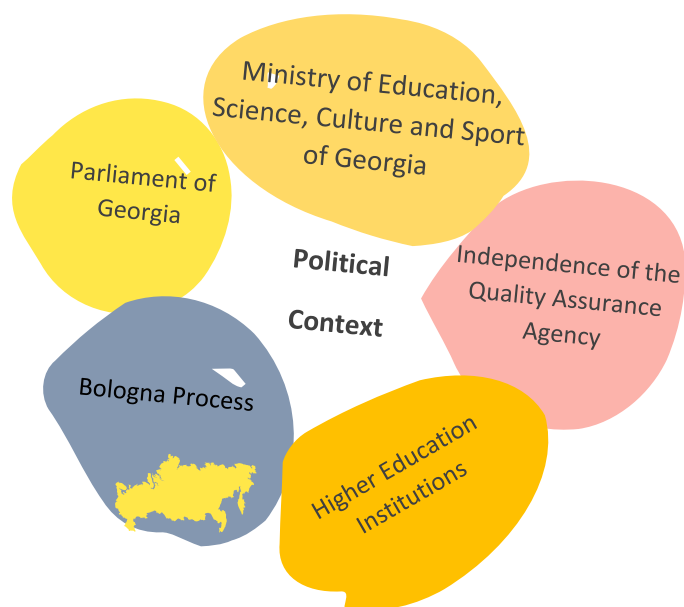 Ministry of Education,
Science, Culture and Sport
of Georgia
Parliament of
Georgia
Independence of the
Quality Assurance
Agency
Political
Context
Bologna Process
Higher Education
Institutions